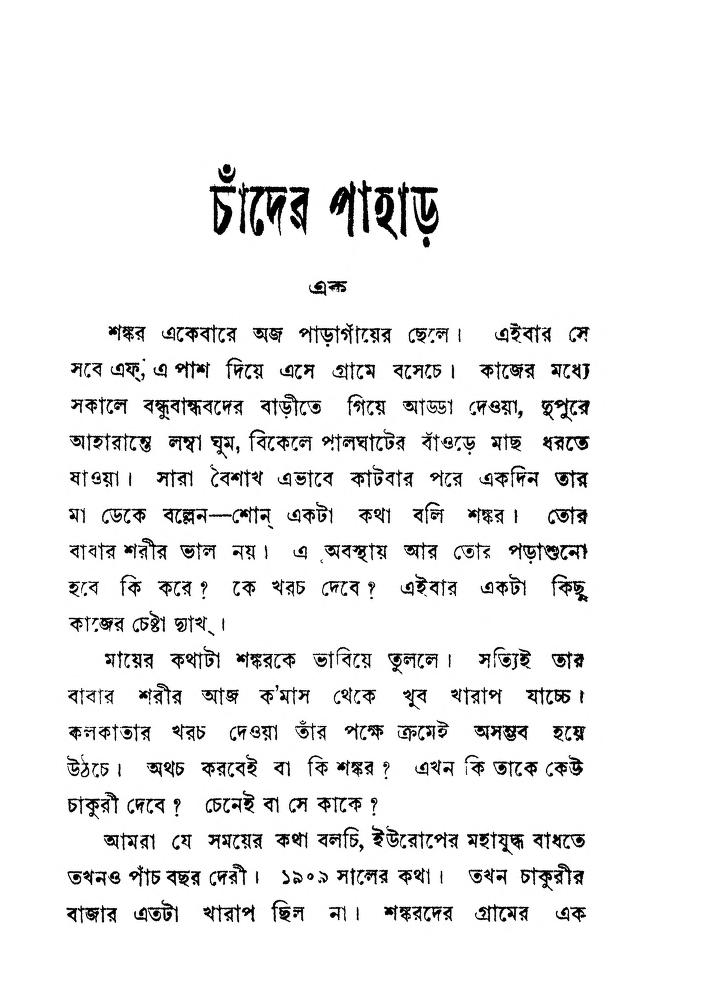 চাঁদের পাহাড়
এক
শঙ্কর একেবারে অজ পাড়াগাঁয়ের ছেলে। এইবার সে
সবে এফ্, এ পাশ দিয়ে এসে গ্রামে বসেচে। কাজের মধ্যে
সকালে বন্ধুবান্ধবদের বাড়ীতে গিয়ে আড্ডা দেওয়া, দুপুরে
আহারান্তে লম্বা ঘুম, বিকেলে পালঘাটের বাঁওড়ে মাছ ধরতে
যাওয়া। সারা বৈশাখ এভাবে কাটবার পরে একদিন তার
মা ডেকে বল্লেন—শোন্ একটা কথা বলি শঙ্কর। তোর
বাবার শরীর ভাল নয়। এ অবস্থায় আর তোর পড়াশুনো
হবে কি করে? কে খরচ দেবে? এইবার একটা কিছু
কাজের চেষ্টা দ্যাখ্।
মায়ের কথাটা শঙ্করকে ভাবিয়ে তুললে। সত্যিই তার
বাবার শরীর আজ ক’মাস থেকে খুব খারাপ যাচ্চে।
কলকাতার খরচ দেওয়া তাঁর পক্ষে ক্রমেই অসম্ভব হয়ে
উঠচে। অথচ করবেই বা কি শঙ্কর? এখন কি তাকে কেউ
চাকুরী দেবে? চেনেই বা সে কাকে?
আমরা যে সময়ের কথা বলচি, ইউরোপের মহাযুদ্ধ বাধতে
তখনও পাঁচ বছর দেরী। ১৯০৯ সালের কথা। তখন চাকুরীর
বাজার এতটা খারাপ ছিল না। শঙ্করদের গ্রামের এক